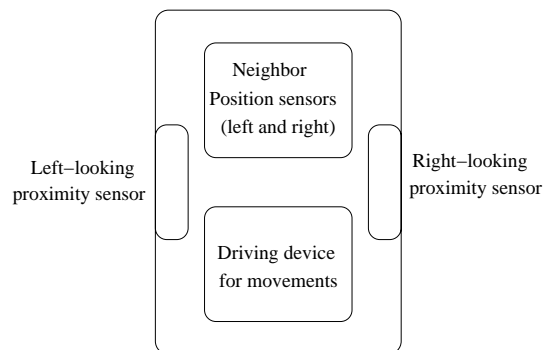 Neighbor
Position sensors
(left and right)
Left−looking
proximity sensor
Right−looking
proximity sensor
Driving device
for movements